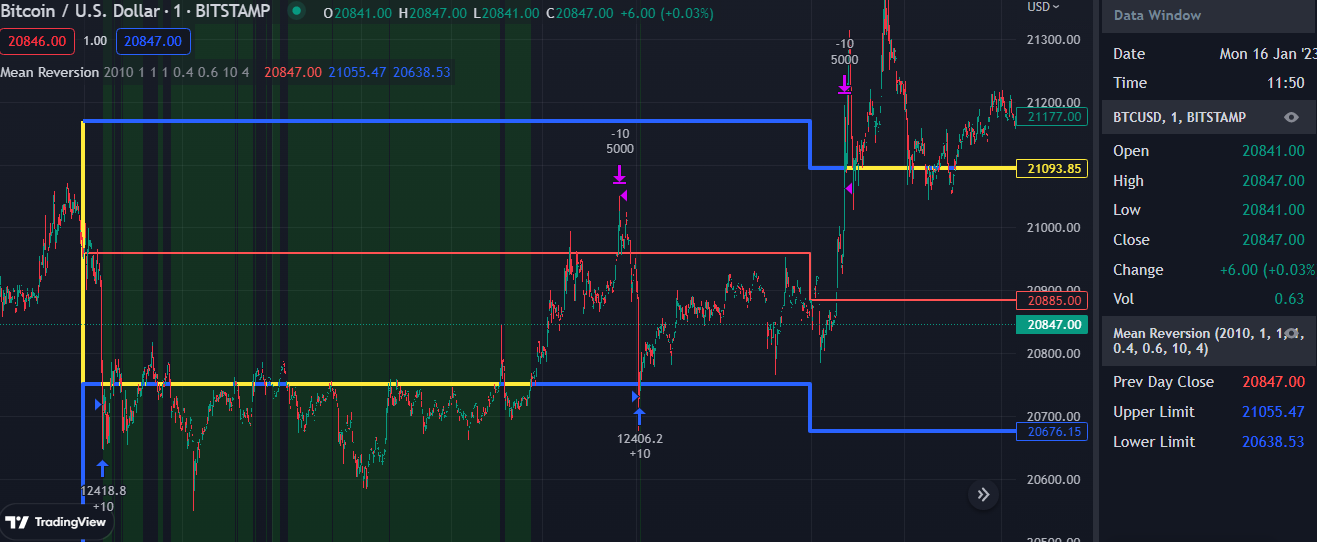 Bitcoin / U.S. Dollar · 1 · BITSTAMP
O20841.00 H20847.00 L20841.00 C20847.00 +6.00 (+0.03%)
20846.00 1.00 20847.00
Mean Reversion 2010 1 1 1 0.4 0.6 10 4 20847.00 21055.47 20638.53
-10
5000
-10
5000
12418.8
+10
12406.2
+10
TradingView
USD
21300.00
21200.00
21177.00
21093.85
21000.00
20885.00
20847.00
20800.00
20700.00
20676.15
20600.00
20500.00
Data Window
Date Mon 16 Jan '23
Time 11:50
BTCUSD, 1, BITSTAMP
Open 20841.00
High 20847.00
Low 20841.00
Close 20847.00
Change +6.00 (+0.03%
Vol 0.63
Mean Reversion (2010, 1, 1,
0.4, 0.6, 10, 4)
Prev Day Close 20847.00
Upper Limit 21055.47
Lower Limit 20638.53